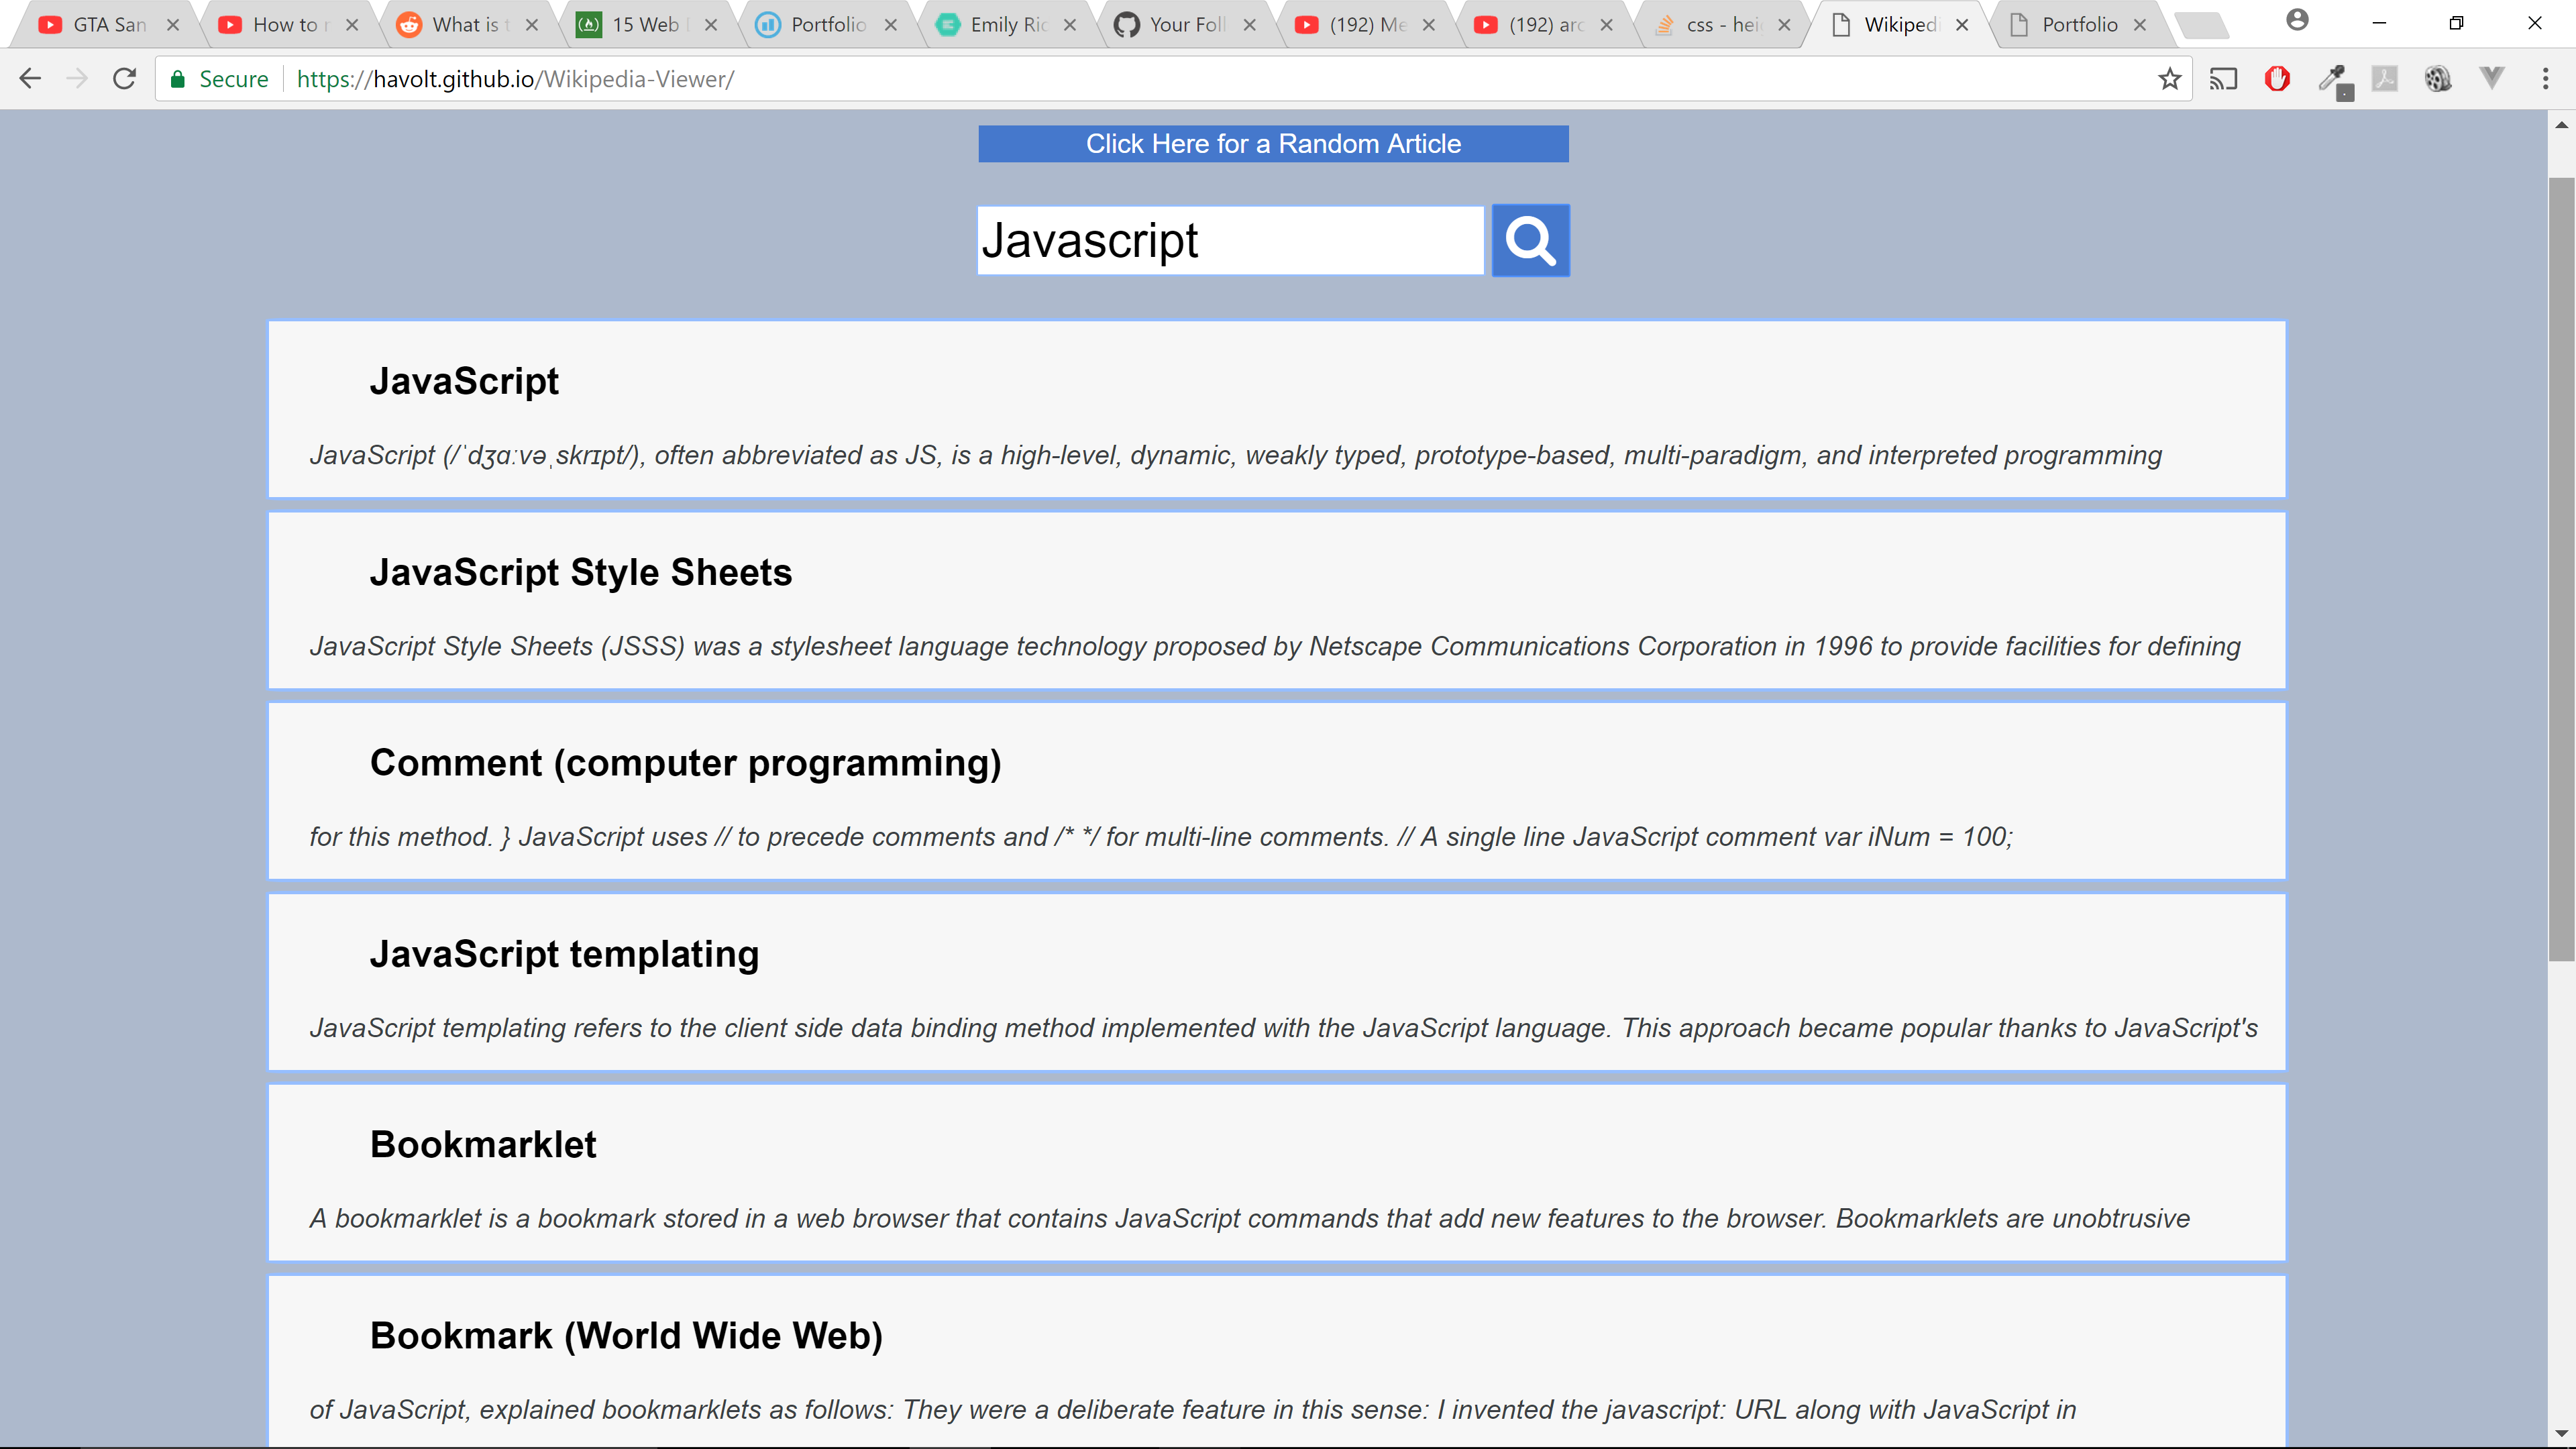 GTA San
How to
What is
15 Web
Portfolio
Emily Ric
Your Foll
(192) Me
(192) arc
css - hei
Wikipedi
Portfolio
Secure
https://havolt.github.io/Wikipedia-Viewer/
Click Here for a Random Article
Javascript
JavaScript
JavaScript (/ˈdʒɑːvəˌskrɪpt/), often abbreviated as JS, is a high-level, dynamic, weakly typed, prototype-based, multi-paradigm, and interpreted programming
JavaScript Style Sheets
JavaScript Style Sheets (JSSS) was a stylesheet language technology proposed by Netscape Communications Corporation in 1996 to provide facilities for defining
Comment (computer programming)
for this method. } JavaScript uses // to precede comments and /* */ for multi-line comments. // A single line JavaScript comment var iNum = 100;
JavaScript templating
JavaScript templating refers to the client side data binding method implemented with the JavaScript language. This approach became popular thanks to JavaScript's
Bookmarklet
A bookmarklet is a bookmark stored in a web browser that contains JavaScript commands that add new features to the browser. Bookmarklets are unobtrusive
Bookmark (World Wide Web)
of JavaScript, explained bookmarklets as follows: They were a deliberate feature in this sense: I invented the javascript: URL along with JavaScript in